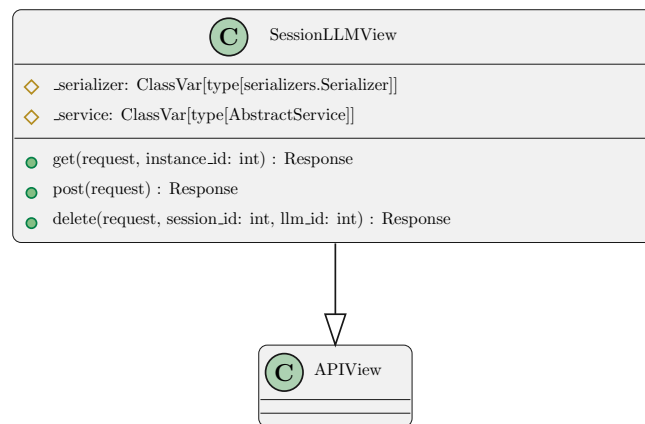 C SessionLLMView
_serializer: ClassVar[type[serializers.Serializer]]
_service: ClassVar[type[AbstractService]]
get(request, instance_id: int) : Response
post(request) : Response
delete(request, session_id: int, llm_id: int) : Response
C APIView